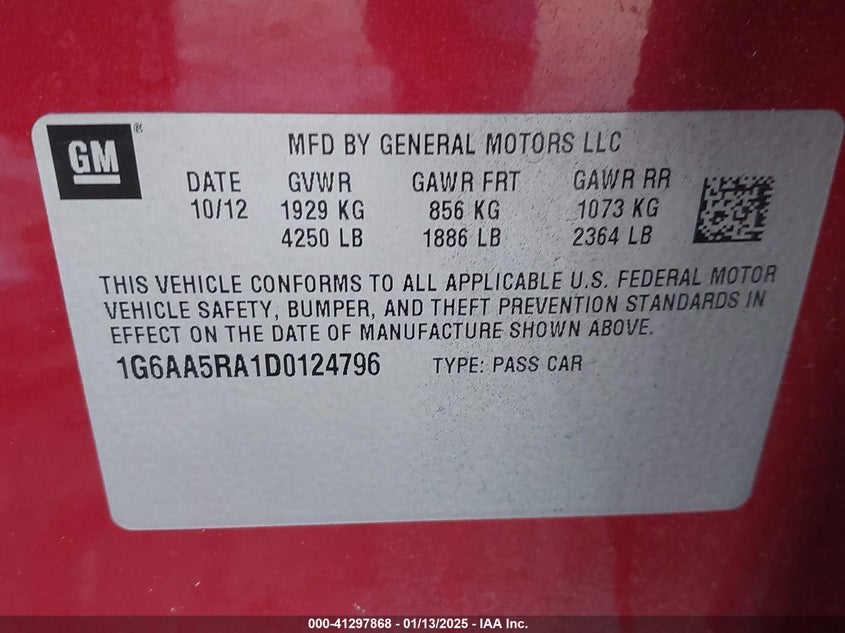 GM®
MFD BY GENERAL MOTORS LLC
DATE GVWR GAWR FRT GAWR RR
10/12 1929 KG 856 KG 1073 KG
4250 LB 1886 LB 2364 LB
THIS VEHICLE CONFORMS TO ALL APPLICABLE U.S. FEDERAL MOTOR
VEHICLE SAFETY, BUMPER, AND THEFT PREVENTION STANDARDS IN
EFFECT ON THE DATE OF MANUFACTURE SHOWN ABOVE.
1G6AA5RA1D0124796 TYPE: PASS CAR
000-41297868 - 01/13/2025 - IAA Inc.